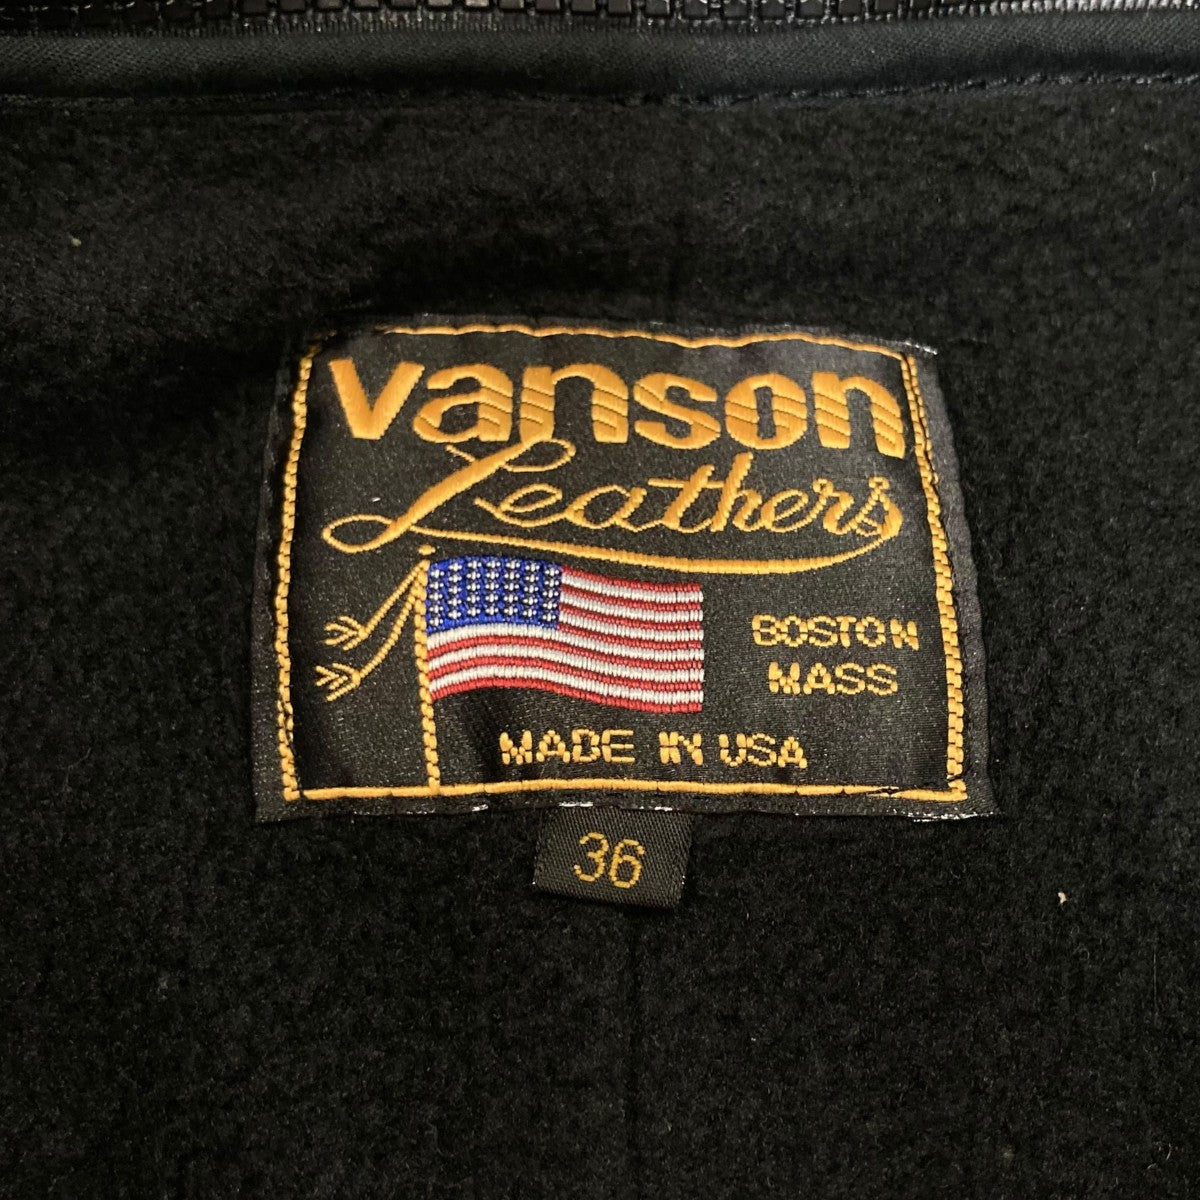 vanson
Leathers
BOSTON
MASS
MADE IN USA
36